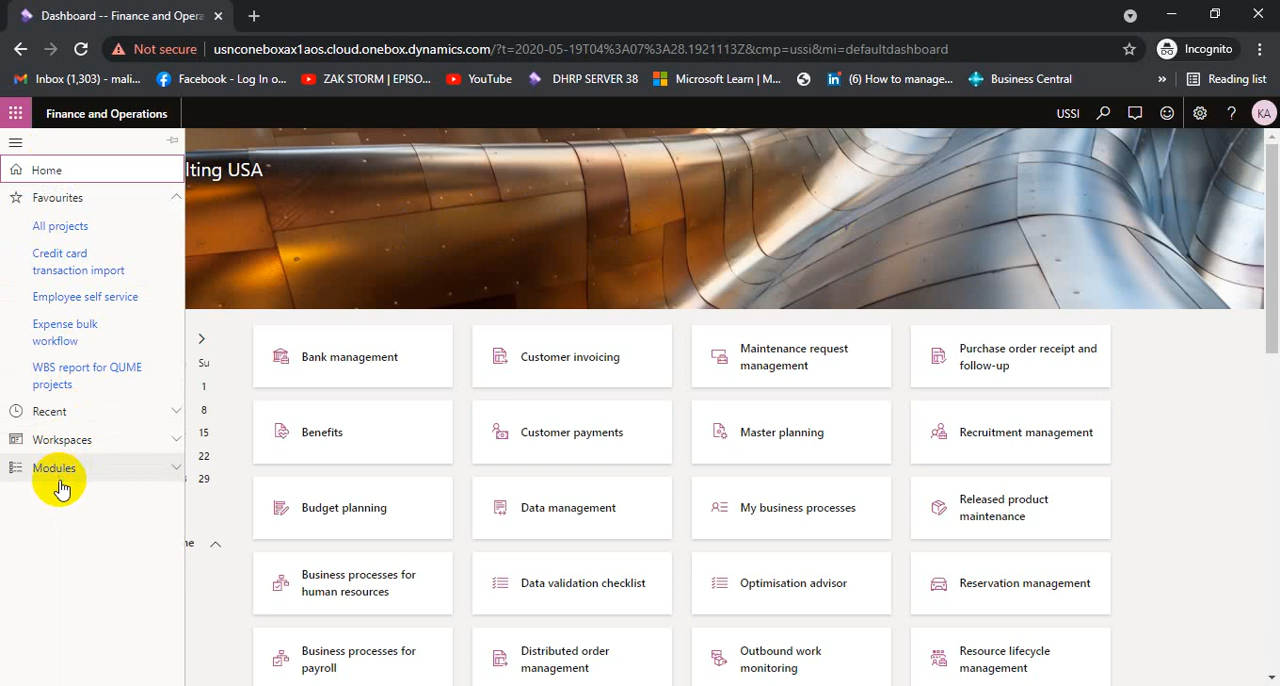 Dashboard -- Finance and Opera
Not secure
usnconeboxax1aos.cloud.onebox.dynamics.com/?t=2020-05-19T04%3A07%3A28.1921113Z&cmp=ussi&mi=defaultdashboard
Incognito
Inbox (1,303) - mali...
Facebook - Log In o...
ZAK STORM | EPISO...
YouTube
DHRP SERVER 38
Microsoft Learn | M...
(6) How to manage...
Business Central
»
Reading list
Finance and Operations
USSI
KA
lting USA
Home
Favourites
All projects
Credit card
transaction import
Employee self service
Expense bulk
workflow
WBS report for QUME
projects
Recent
Workspaces
Modules
Su
1
8
15
22
29
ne
Bank management
Customer invoicing
Maintenance request
management
Purchase order receipt and
follow-up
Benefits
Customer payments
Master planning
Recruitment management
Budget planning
Data management
My business processes
Released product
maintenance
Business processes for
human resources
Data validation checklist
Optimisation advisor
Reservation management
Business processes for
payroll
Distributed order
management
Outbound work
monitoring
Resource lifecycle
management